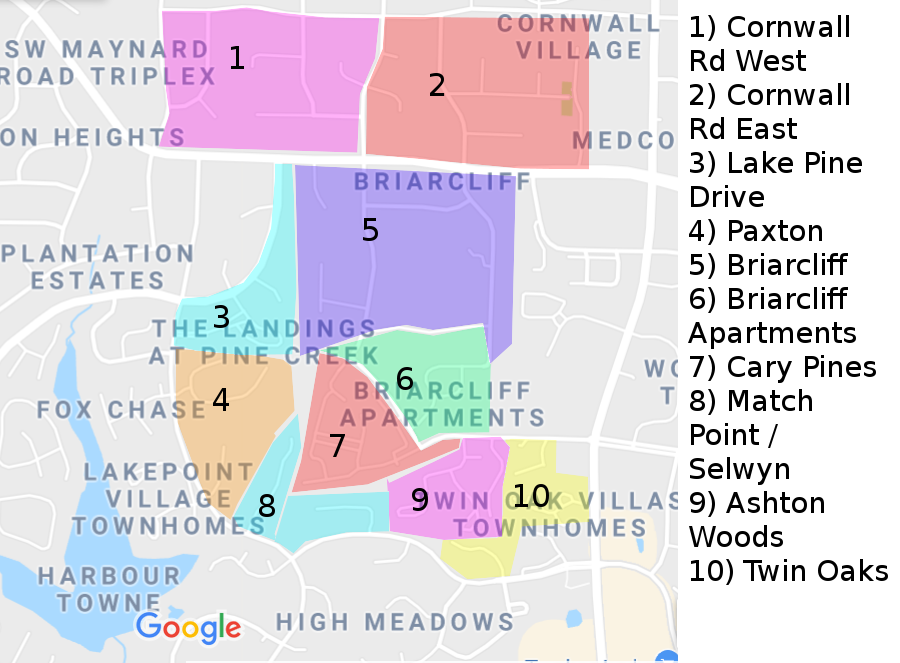 CORNWALL
VILLAGE
SW MAYNARD
ROAD TRIPLEX
1
2
ON HEIGHTS
MEDCO
BRIARCLIFF
5
PLANTATION
ESTATES
3
THE LANDINGS
AT PINE CREEK
WO
T
6
BRIARCLIFF
APARTMENTS
4
FOX CHASE
7
LAKEPOINT
VILLAGE
TOWNHOMES
8
9
10
WIN OAK VILLAS
TOWNHOMES
HARBOUR
TOWNE
HIGH MEADOWS
Google
1) Cornwall
Rd West
2) Cornwall
Rd East
3) Lake Pine
Drive
4) Paxton
5) Briarcliff
6) Briarcliff
Apartments
7) Cary Pines
8) Match
Point /
Selwyn
9) Ashton
Woods
10) Twin Oaks